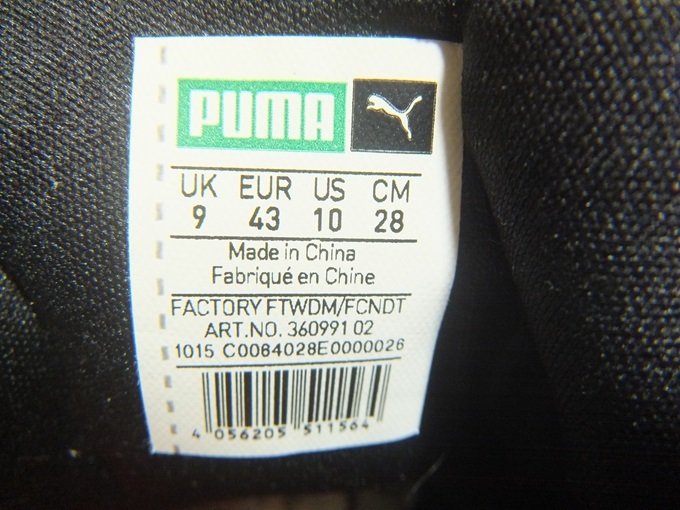 PUMA
UK EUR US CM
9 43 10 28
Made in China
Fabriqué en Chine
FACTORY FTWDM/FCNDT
ART.NO. 360991 02
1015 C0064028E0000026
4 056205 511564